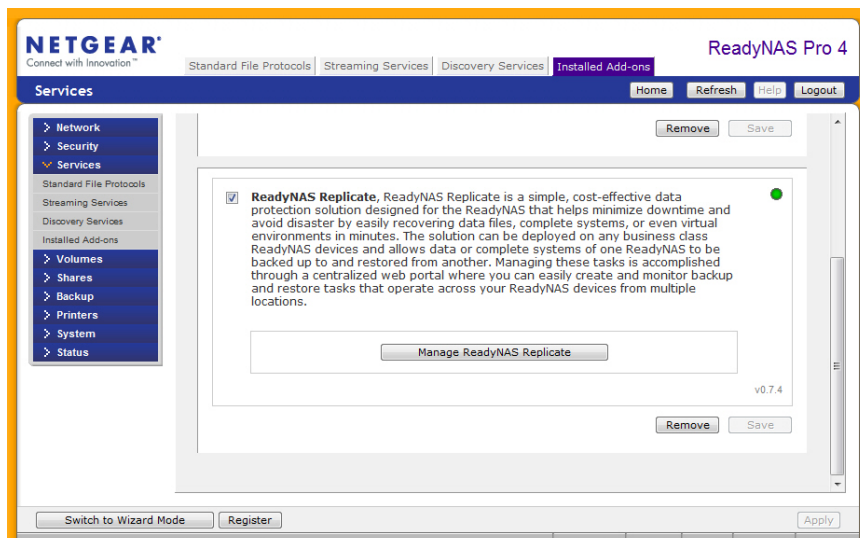 NETGEAR®
Connect with Innovation™
ReadyNAS Pro 4
Standard File Protocols
Streaming Services
Discovery Services
Installed Add-ons
Services
Home
Refresh
Help
Logout
Network
Security
Services
Standard File Protocols
Streaming Services
Discovery Services
Installed Add-ons
Volumes
Shares
Backup
Printers
System
Status
Remove
Save
ReadyNAS Replicate, ReadyNAS Replicate is a simple, cost-effective data
protection solution designed for the ReadyNAS that helps minimize downtime and
avoid disaster by easily recovering data files, complete systems, or even virtual
environments in minutes. The solution can be deployed on any business class
ReadyNAS devices and allows data or complete systems of one ReadyNAS to be
backed up to and restored from another. Managing these tasks is accomplished
through a centralized web portal where you can easily create and monitor backup
and restore tasks that operate across your ReadyNAS devices from multiple
locations.
Manage ReadyNAS Replicate
v0.7.4
Remove
Save
Switch to Wizard Mode
Register
Apply